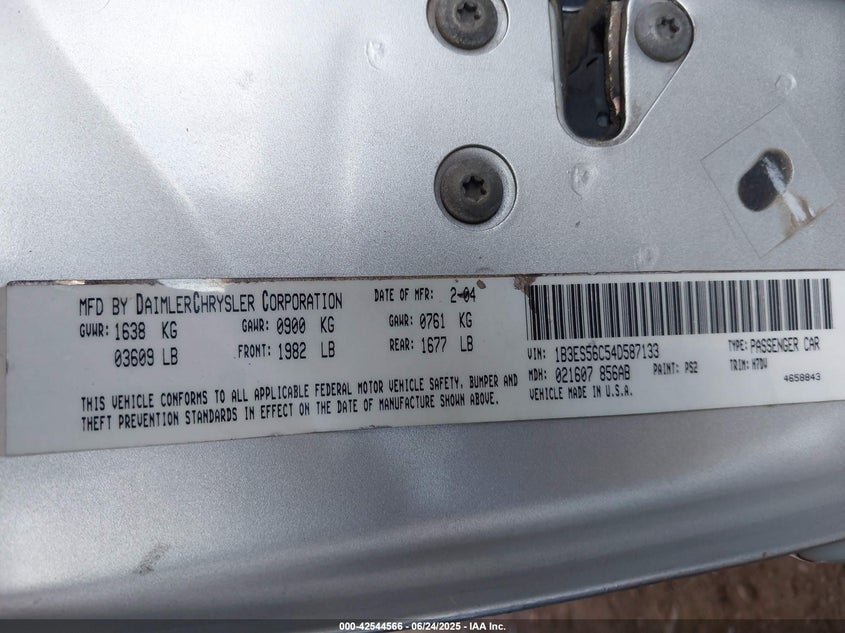 MFD BY DAIMLERCHRYSLER CORPORATION DATE OF MFR: 2-04
GVWR: 1638 KG GAWR: 0900 KG GAWR: 0761 KG
03609 LB FRONT: 1982 LB REAR: 1677 LB
THIS VEHICLE CONFORMS TO ALL APPLICABLE FEDERAL MOTOR VEHICLE SAFETY, BUMPER AND
THEFT PREVENTION STANDARDS IN EFFECT ON THE DATE OF MANUFACTURE SHOWN ABOVE.
VIN: 1B3ES56C54D587133 TYPE: PASSENGER CAR
MDH: 021607 856AB PAINT: PS2 TRIM: H7DV
VEHICLE MADE IN U.S.A. 4658843
000-42544566 - 06/24/2025 - IAA Inc.